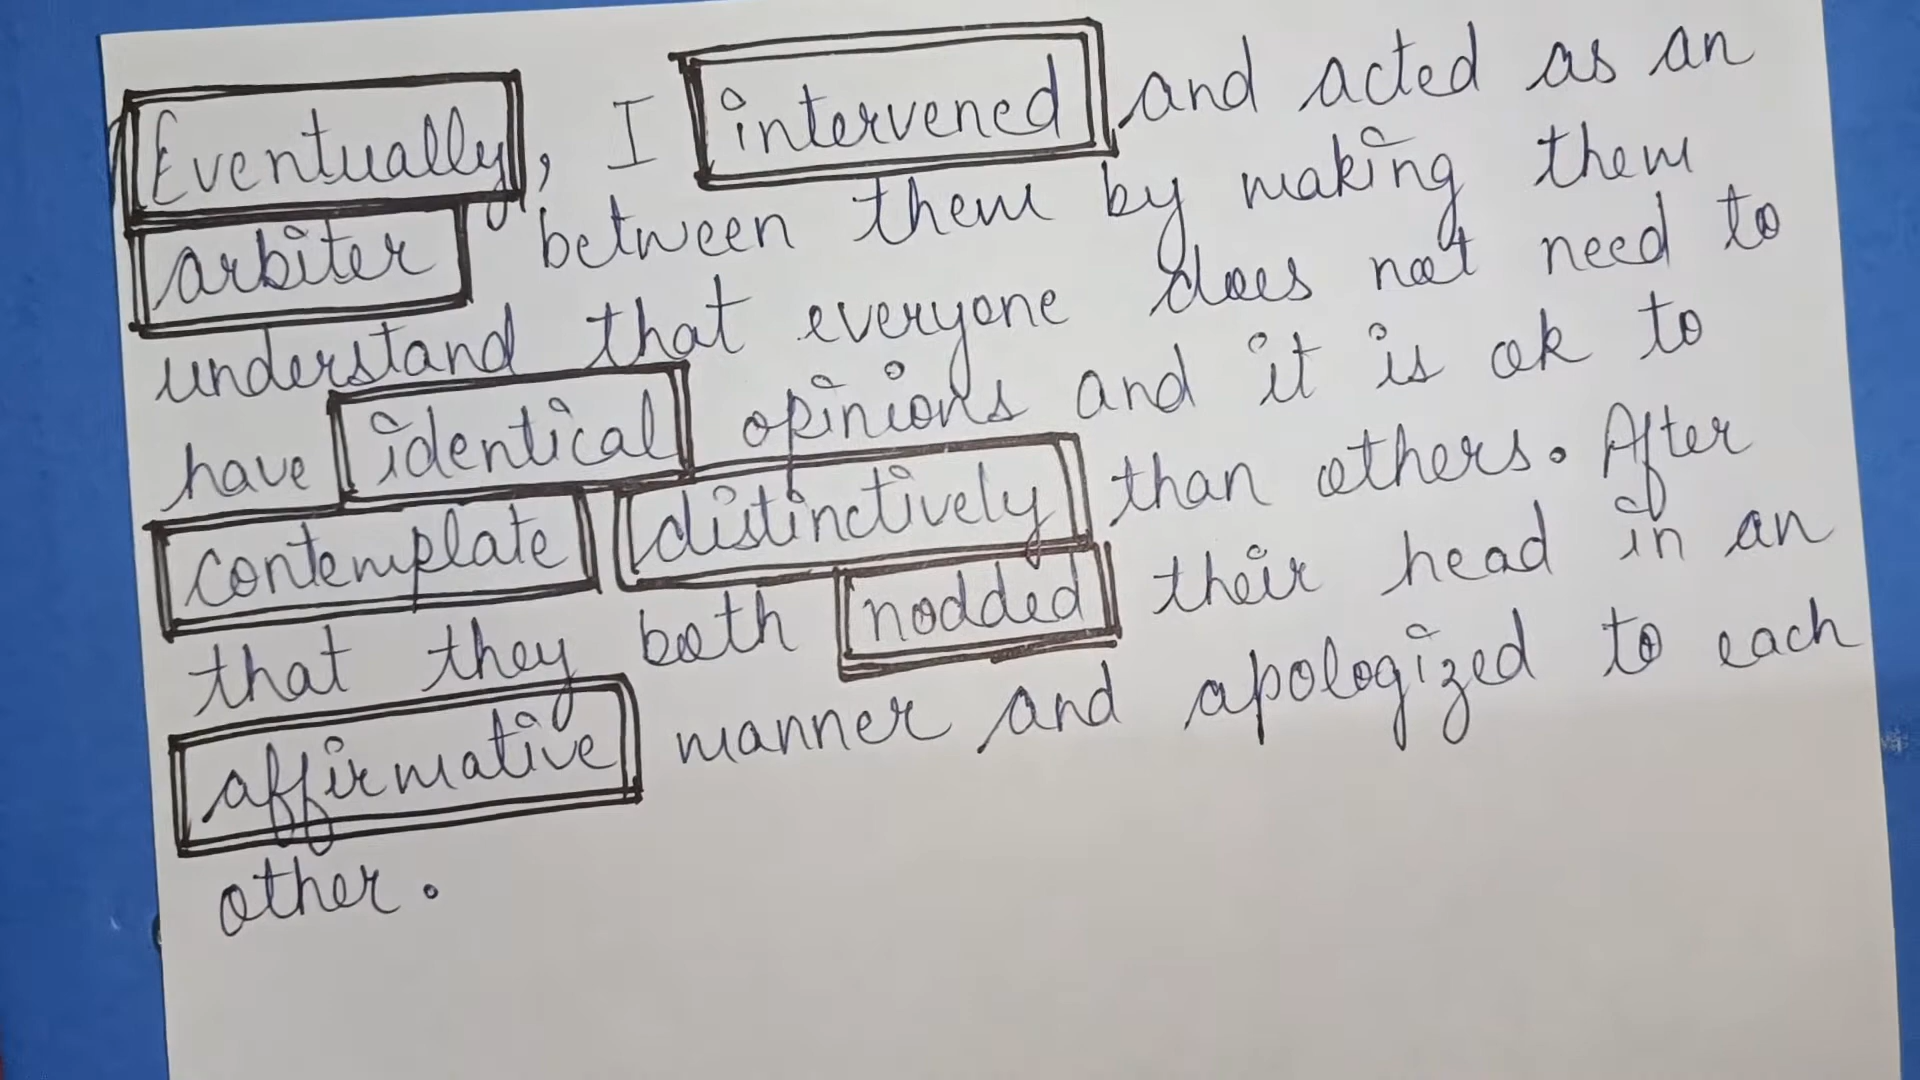 Eventually, I intervened and acted as an
arbiter between them by making them
understand that everyone does not need to
have identical opinions and it is ok to
contemplate distinctively than others. After
that they both nodded their head in an
affirmative manner and apologized to each
other.